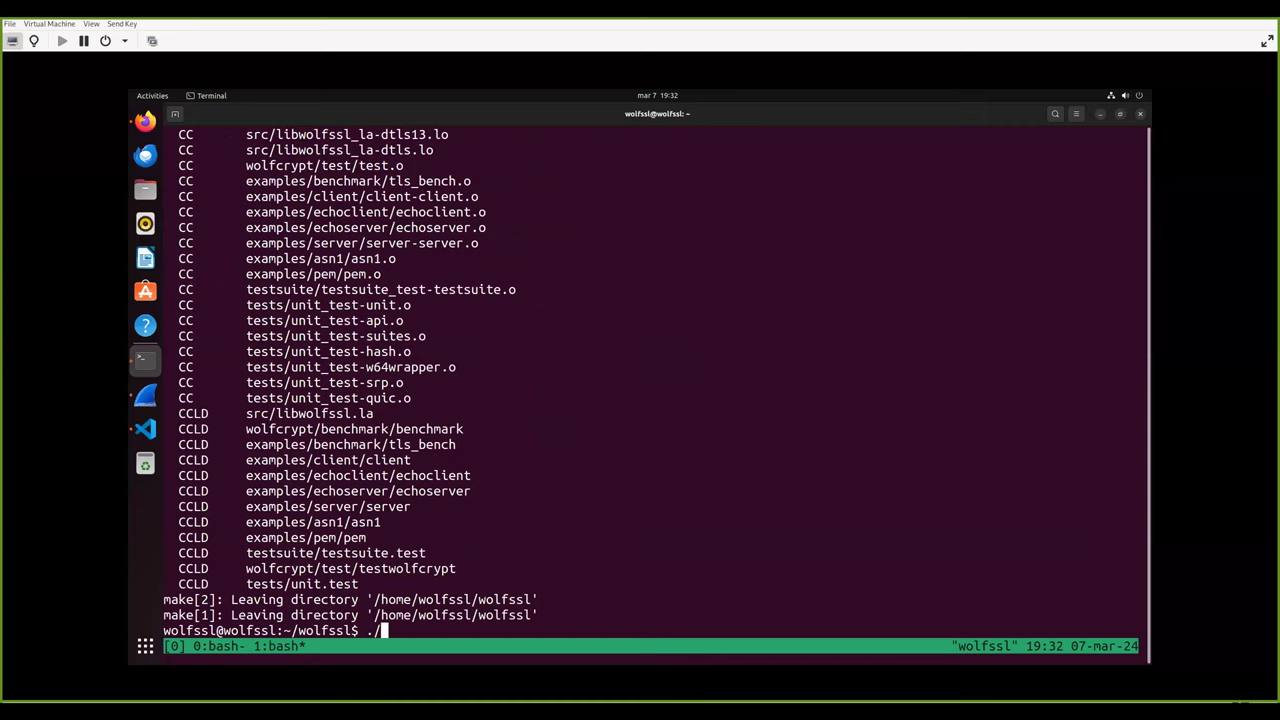 File Virtual Machine View Send Key
Activities Terminal mar 7 19:32
wolfssl@wolfssl: ~
CC src/libwolfssl_la-dtls13.lo
CC src/libwolfssl_la-dtls.lo
CC wolfcrypt/test/test.o
CC examples/benchmark/tls_bench.o
CC examples/client/client-client.o
CC examples/echoclient/echoclient.o
CC examples/echoserver/echoserver.o
CC examples/server/server-server.o
CC examples/asn1/asn1.o
CC examples/pem/pem.o
CC testsuite/testsuite_test-testsuite.o
CC tests/unit_test-unit.o
CC tests/unit_test-api.o
CC tests/unit_test-suites.o
CC tests/unit_test-hash.o
CC tests/unit_test-w64wrapper.o
CC tests/unit_test-srp.o
CC tests/unit_test-quic.o
CCLD src/libwolfssl.la
CCLD wolfcrypt/benchmark/benchmark
CCLD examples/benchmark/tls_bench
CCLD examples/client/client
CCLD examples/echoclient/echoclient
CCLD examples/echoserver/echoserver
CCLD examples/server/server
CCLD examples/asn1/asn1
CCLD examples/pem/pem
CCLD testsuite/testsuite.test
CCLD wolfcrypt/test/testwolfcrypt
CCLD tests/unit.test
make[2]: Leaving directory '/home/wolfssl/wolfssl'
make[1]: Leaving directory '/home/wolfssl/wolfssl'
wolfssl@wolfssl:~/wolfssl$ ./
[0] 0:bash- 1:bash* "wolfssl" 19:32 07-mar-24